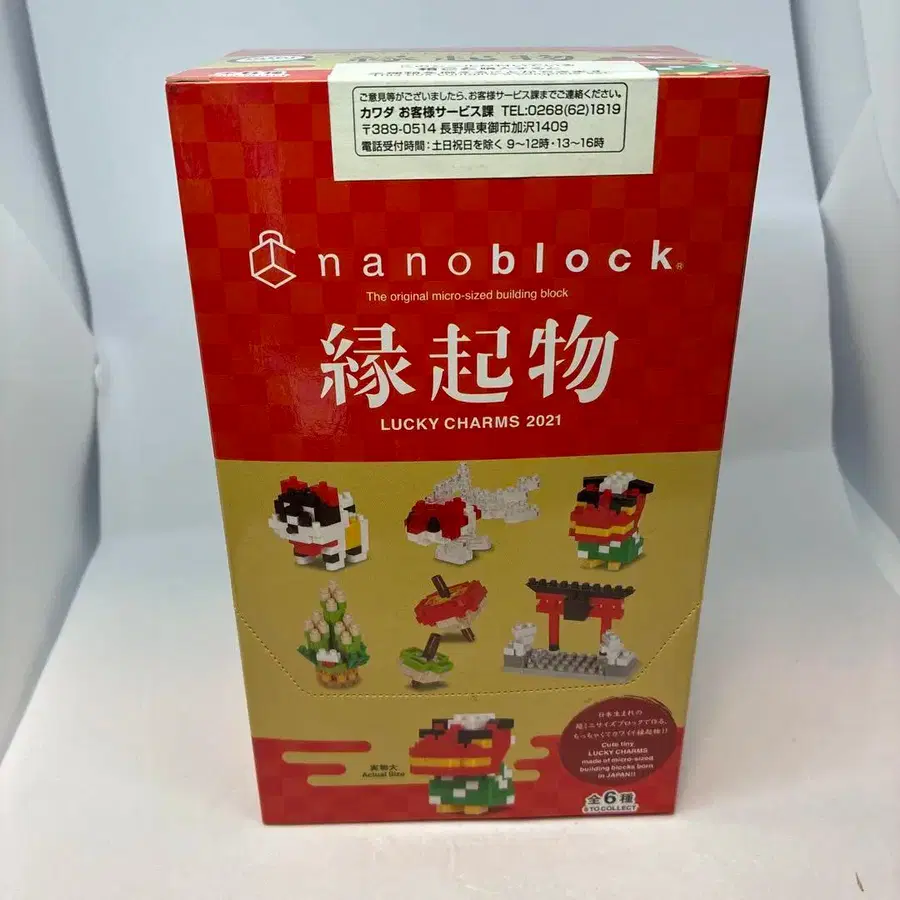 ご意見等がございましたら、お客様サービス課までご連絡ください。
カワダ お客様サービス課 TEL:0268(62)1819
〒389-0514 長野県東御市加沢1409
電話受付時間:土日祝日を除く 9〜12時・13〜16時
nanoblock®
The original micro-sized building block
縁起物
LUCKY CHARMS 2021
日本生まれの
超ミニサイズブロックで作る、
ちっちゃくてカワイイ縁起物!!
Cute tiny
LUCKY CHARMS
made of micro-sized
building blocks born
in JAPAN!!
実物大
Actual Size
全6種
6 TO COLLECT